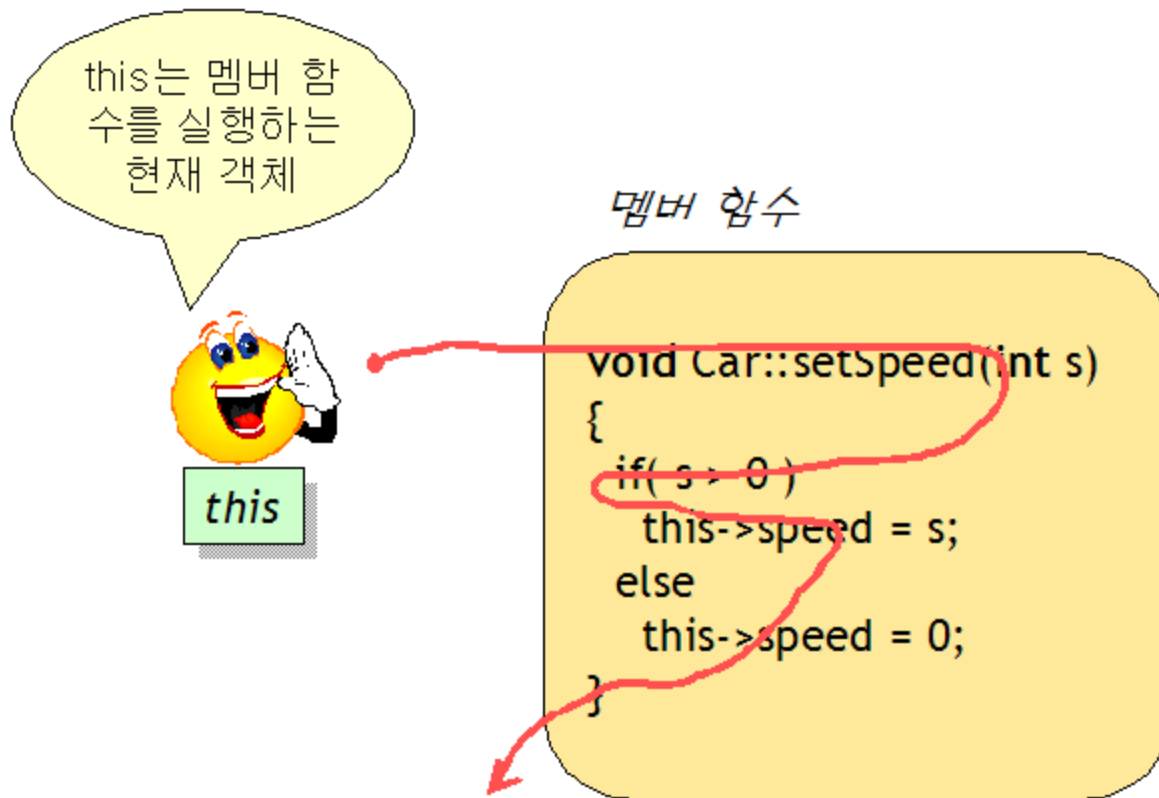 this는 멤버 함
수를 실행하는
현재 객체
멤버 함수
void Car::setSpeed(int s)
{
if( s > 0 )
this->speed = s;
else
this->speed = 0;
}
this